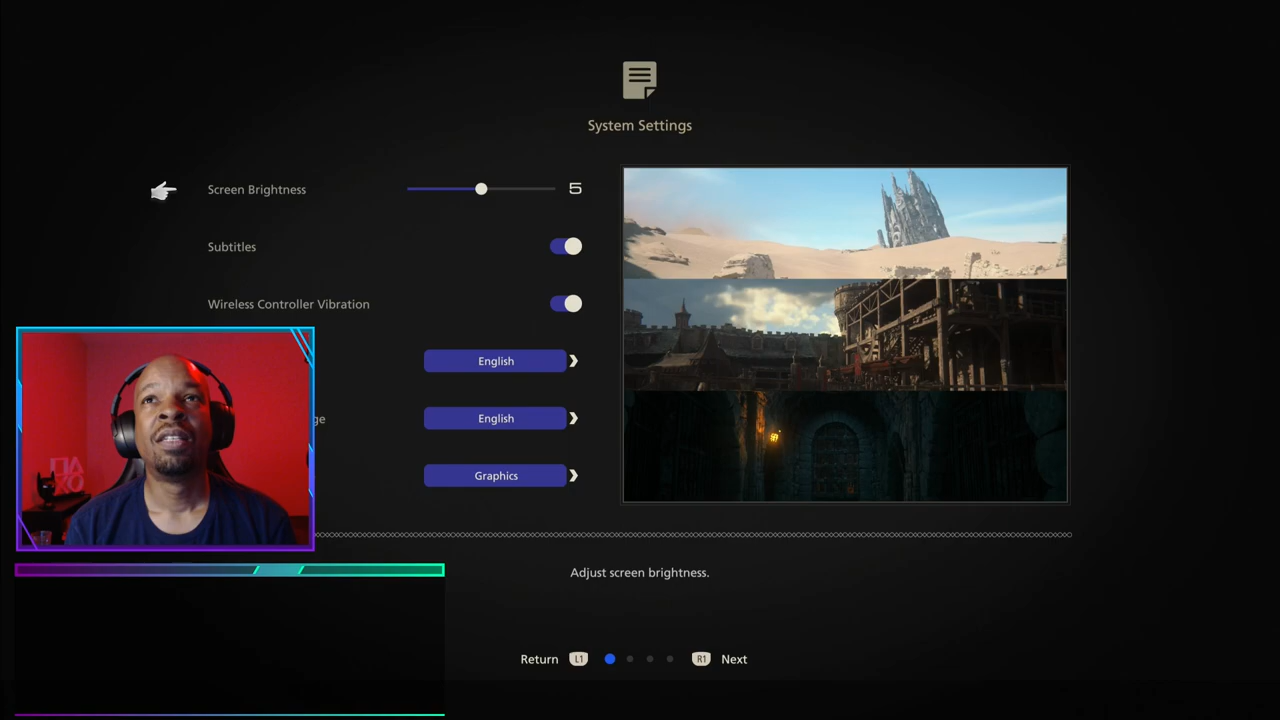 System Settings
Screen Brightness 5
Subtitles
Wireless Controller Vibration
English
ge English
Graphics
Adjust screen brightness.
Return L1 R1 Next